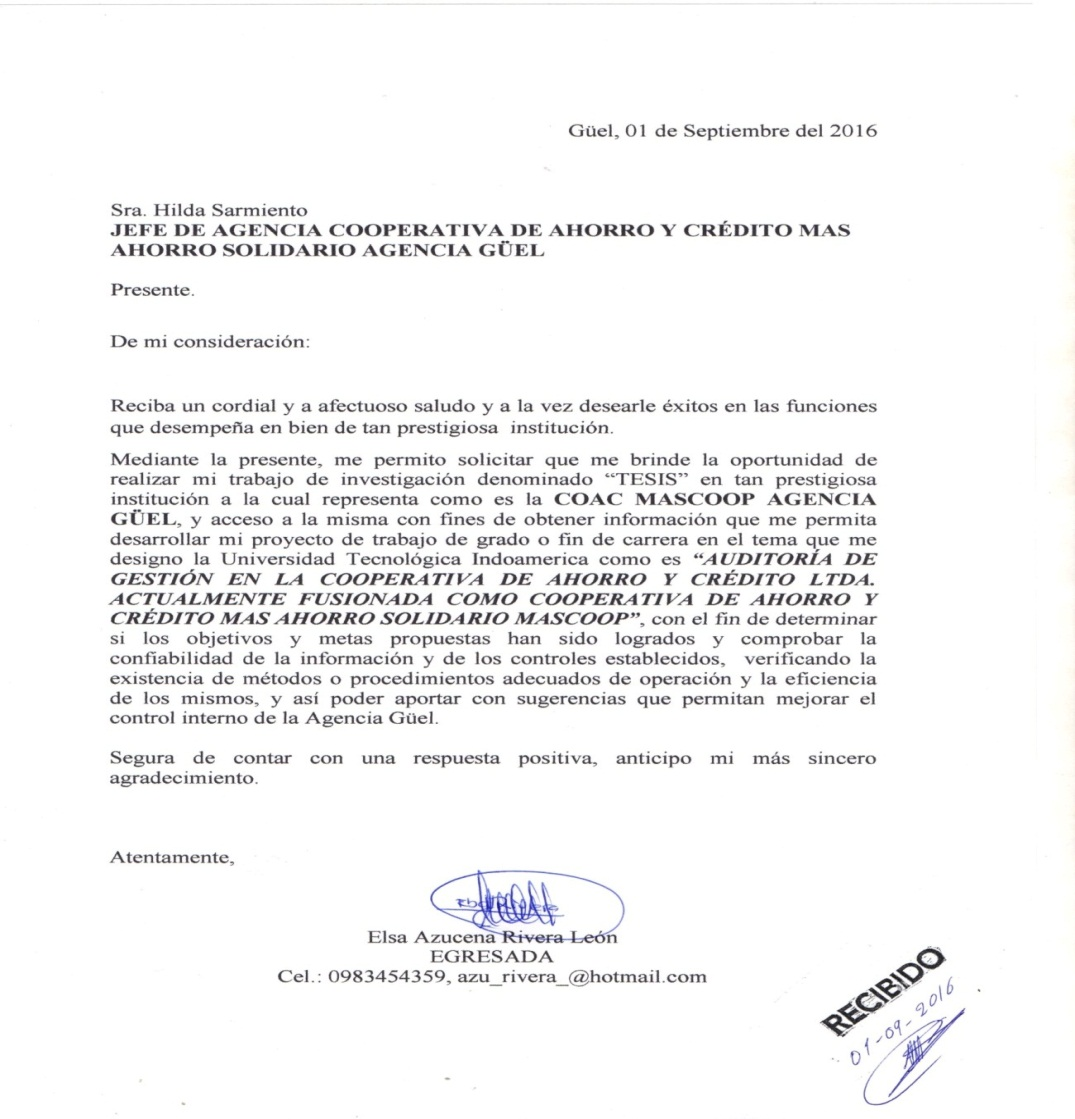 Güel, 01 de Septiembre del 2016
Sra. Hilda Sarmiento
JEFE DE AGENCIA COOPERATIVA DE AHORRO Y CRÉDITO MAS
AHORRO SOLIDARIO AGENCIA GÜEL
Presente.
De mi consideración:
Reciba un cordial y a afectuoso saludo y a la vez desearle éxitos en las funciones
que desempeña en bien de tan prestigiosa institución.
Mediante la presente, me permito solicitar que me brinde la oportunidad de
realizar mi trabajo de investigación denominado “TESIS” en tan prestigiosa
institución a la cual representa como es la COAC MASCOOP AGENCIA
GÜEL, y acceso a la misma con fines de obtener información que me permita
desarrollar mi proyecto de trabajo de grado o fin de carrera en el tema que me
designo la Universidad Tecnológica Indoamerica como es “AUDITORÍA DE
GESTIÓN EN LA COOPERATIVA DE AHORRO Y CRÉDITO LTDA.
ACTUALMENTE FUSIONADA COMO COOPERATIVA DE AHORRO Y
CRÉDITO MAS AHORRO SOLIDARIO MASCOOP”, con el fin de determinar
si los objetivos y metas propuestas han sido logrados y comprobar la
confiabilidad de la información y de los controles establecidos, verificando la
existencia de métodos o procedimientos adecuados de operación y la eficiencia
de los mismos, y así poder aportar con sugerencias que permitan mejorar el
control interno de la Agencia Güel.
Segura de contar con una respuesta positiva, anticipo mi más sincero
agradecimiento.
Atentamente,
Elsa Azucena Rivera León
EGRESADA
Cel.: 0983454359, azu_rivera_@hotmail.com
RECIBIDO
01-09-2016